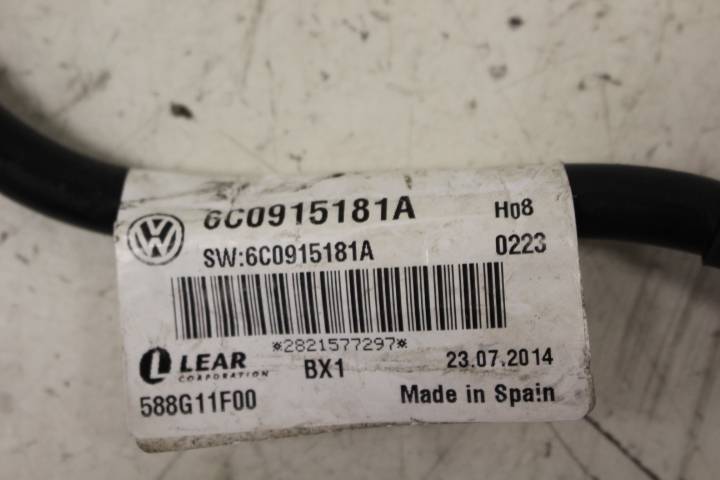 6C0915181A H08
SW:6C0915181A 0223
*2821577297*
LEAR
CORPORATION
BX1 23.07.2014
588G11F00 Made in Spain